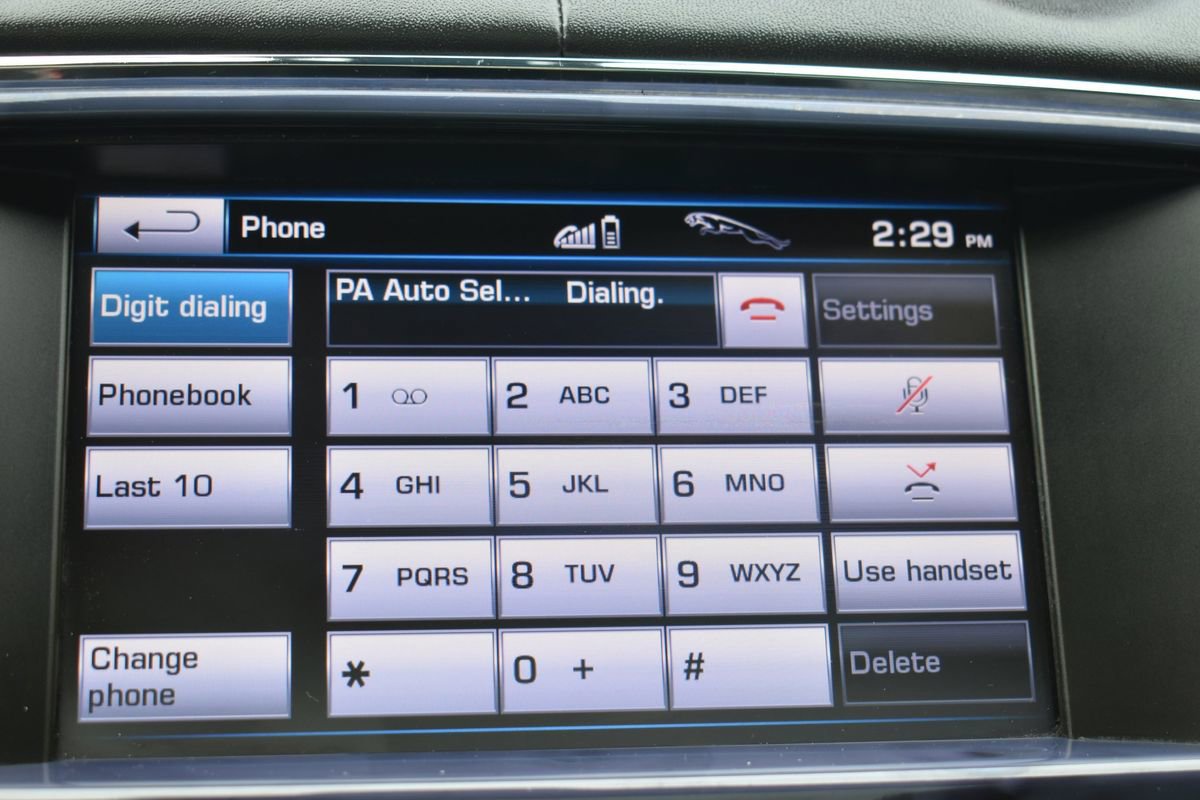 Phone
2:29 PM
Digit dialing
PA Auto Sel... Dialing.
Settings
Phonebook
1
2 ABC
3 DEF
Last 10
4 GHI
5 JKL
6 MNO
7 PQRS
8 TUV
9 WXYZ
Use handset
Change
phone
*
0 +
#
Delete